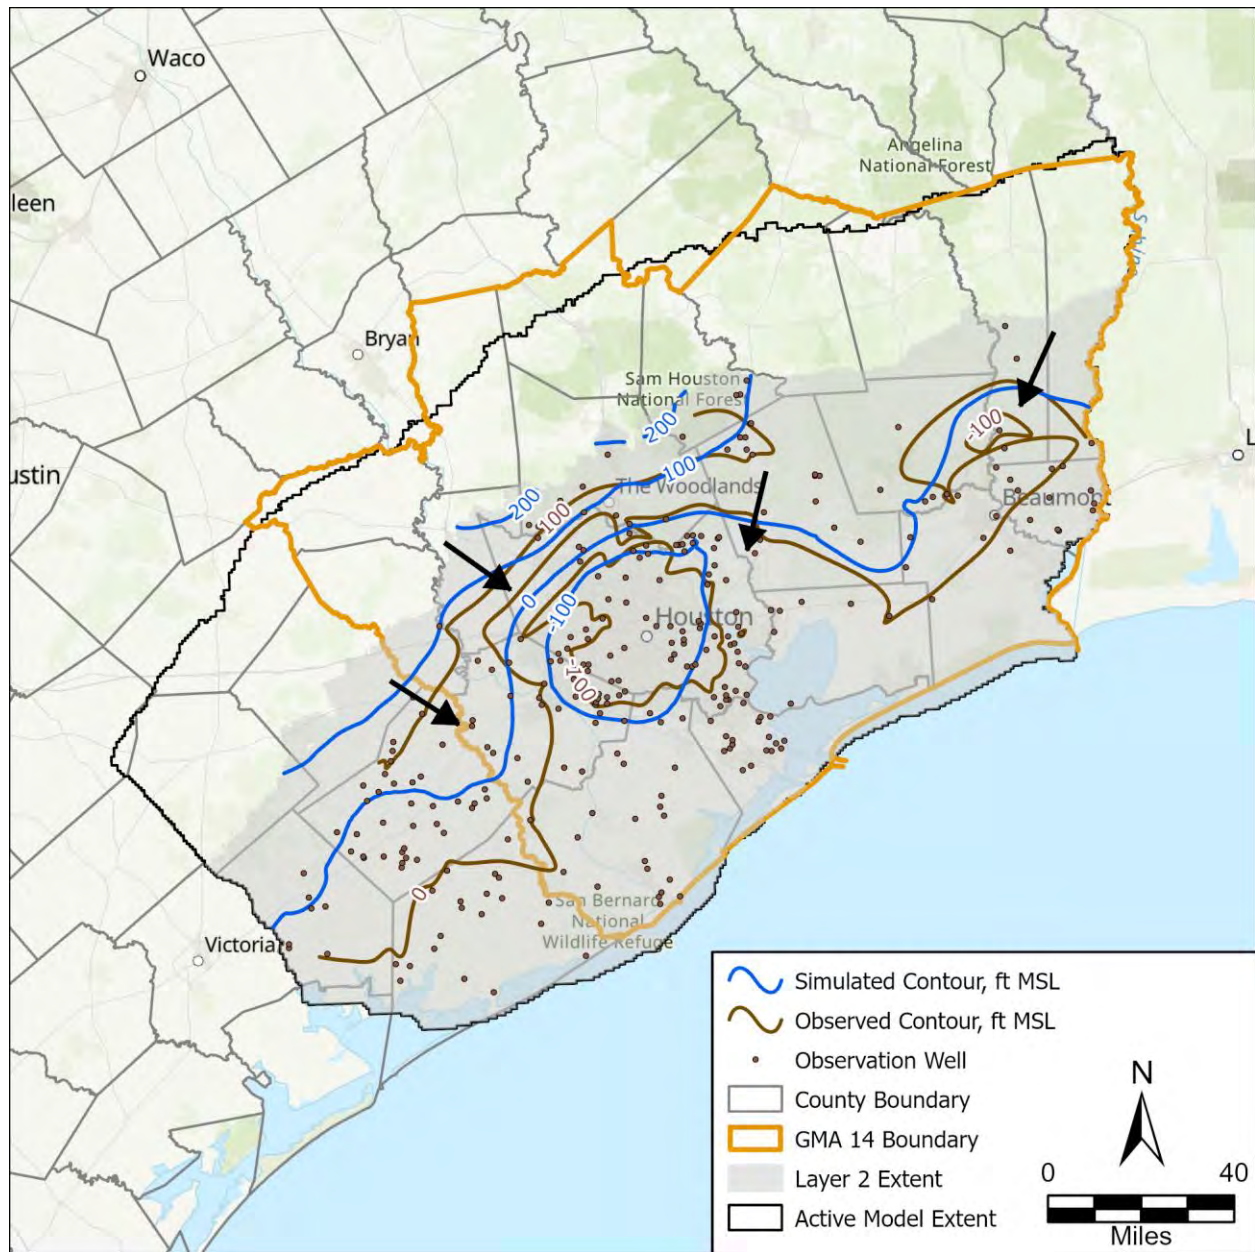 Waco
Angelina
National Forest
leen
Sabine
Bryan
Sam Houston
National Forest
200
100
ustin
L
-100
The Woodlands
200
100
Beaumon
0
-100
Houston
-100
0
San Bernard
National
Wildlife Refuge
Victoria
Simulated Contour, ft MSL
Observed Contour, ft MSL
Observation Well
County Boundary
GMA 14 Boundary
Layer 2 Extent
Active Model Extent
N
0 40
Miles